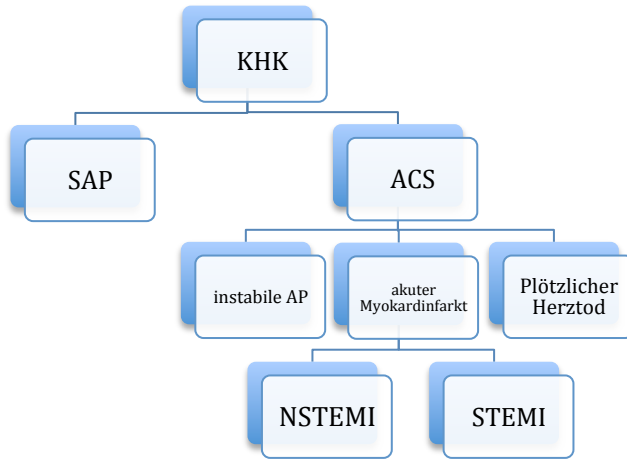 KHK
SAP
ACS
instabile AP
akuter
Myokardinfarkt
Plötzlicher
Herztod
NSTEMI
STEMI